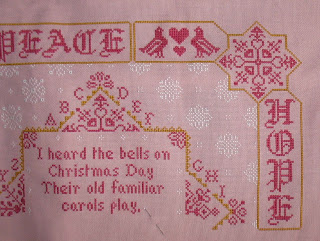 PEACE
HOPE
A B C D E F
G H I
I heard the bells on
Christmas Day
Their old familiar
carols play,